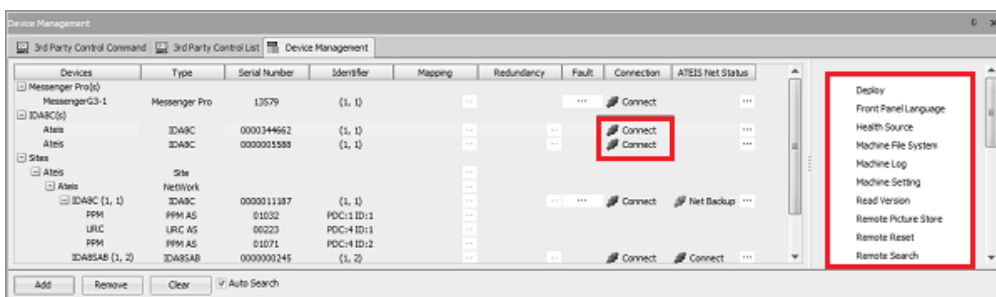 Device Management
3rd Party Control Command 3rd Party Control List Device Management
Devices Type Serial Number Identifier Mapping Redundancy Fault Connection ATEIS Net Status
Messenger Pro(s)
MessengerG3-1 Messenger Pro 13579 (1, 1) ... ... Connect ...
IDA8C(s)
Ateis IDA8C 0000344662 (1, 1) ... ... Connect ...
Ateis IDA8C 0000005588 (1, 1) ... ... Connect ...
Sites
Ateis Site ...
Ateis NetWork ...
IDA8C (1, 1) IDA8C 0000011187 (1, 1) ... ... ... Connect Net Backup ...
PPM PPM AS 01032 PDC:1 ID:1 ...
URC URC AS 00223 PDC:4 ID:1 ...
PPM PPM AS 01071 PDC:4 ID:2 ...
IDA8SAB (1, 2) IDA8SAB 0000000245 (1, 2) ... ... Connect Connect ...
Deploy
Front Panel Language
Health Source
Machine File System
Machine Log
Machine Setting
Read Version
Remote Picture Store
Remote Reset
Remote Search
Add Remove Clear Auto Search